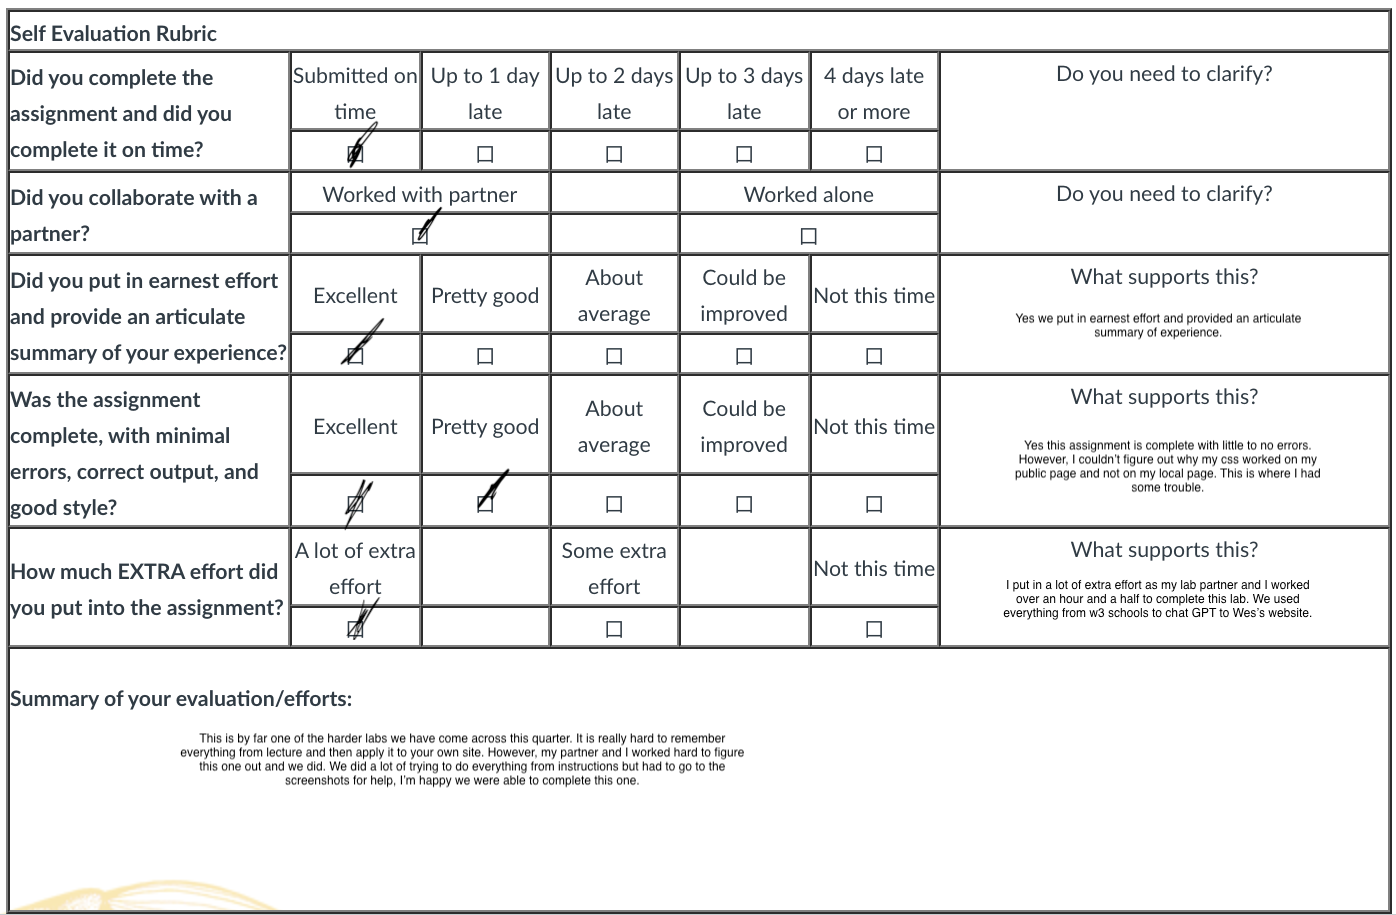 Self Evaluation Rubric
Did you complete the
assignment and did you
complete it on time?
Submitted on
time
Up to 1 day
late
Up to 2 days
late
Up to 3 days
late
4 days late
or more
Do you need to clarify?
Did you collaborate with a
partner?
Worked with partner
Worked alone
Do you need to clarify?
Did you put in earnest effort
and provide an articulate
summary of your experience?
Excellent
Pretty good
About
average
Could be
improved
Not this time
What supports this?
Yes we put in earnest effort and provided an articulate
summary of experience.
Was the assignment
complete, with minimal
errors, correct output, and
good style?
Excellent
Pretty good
About
average
Could be
improved
Not this time
What supports this?
Yes this assignment is complete with little to no errors.
However, I couldn't figure out why my css worked on my
public page and not on my local page. This is where I had
some trouble.
How much EXTRA effort did
you put into the assignment?
A lot of extra
effort
Some extra
effort
Not this time
What supports this?
I put in a lot of extra effort as my lab partner and I worked
over an hour and a half to complete this lab. We used
everything from w3 schools to chat GPT to Wes's website.
Summary of your evaluation/efforts:
This is by far one of the harder labs we have come across this quarter. It is really hard to remember
everything from lecture and then apply it to your own site. However, my partner and I worked hard to figure
this one out and we did. We did a lot of trying to do everything from instructions but had to go to the
screenshots for help, I'm happy we were able to complete this one.